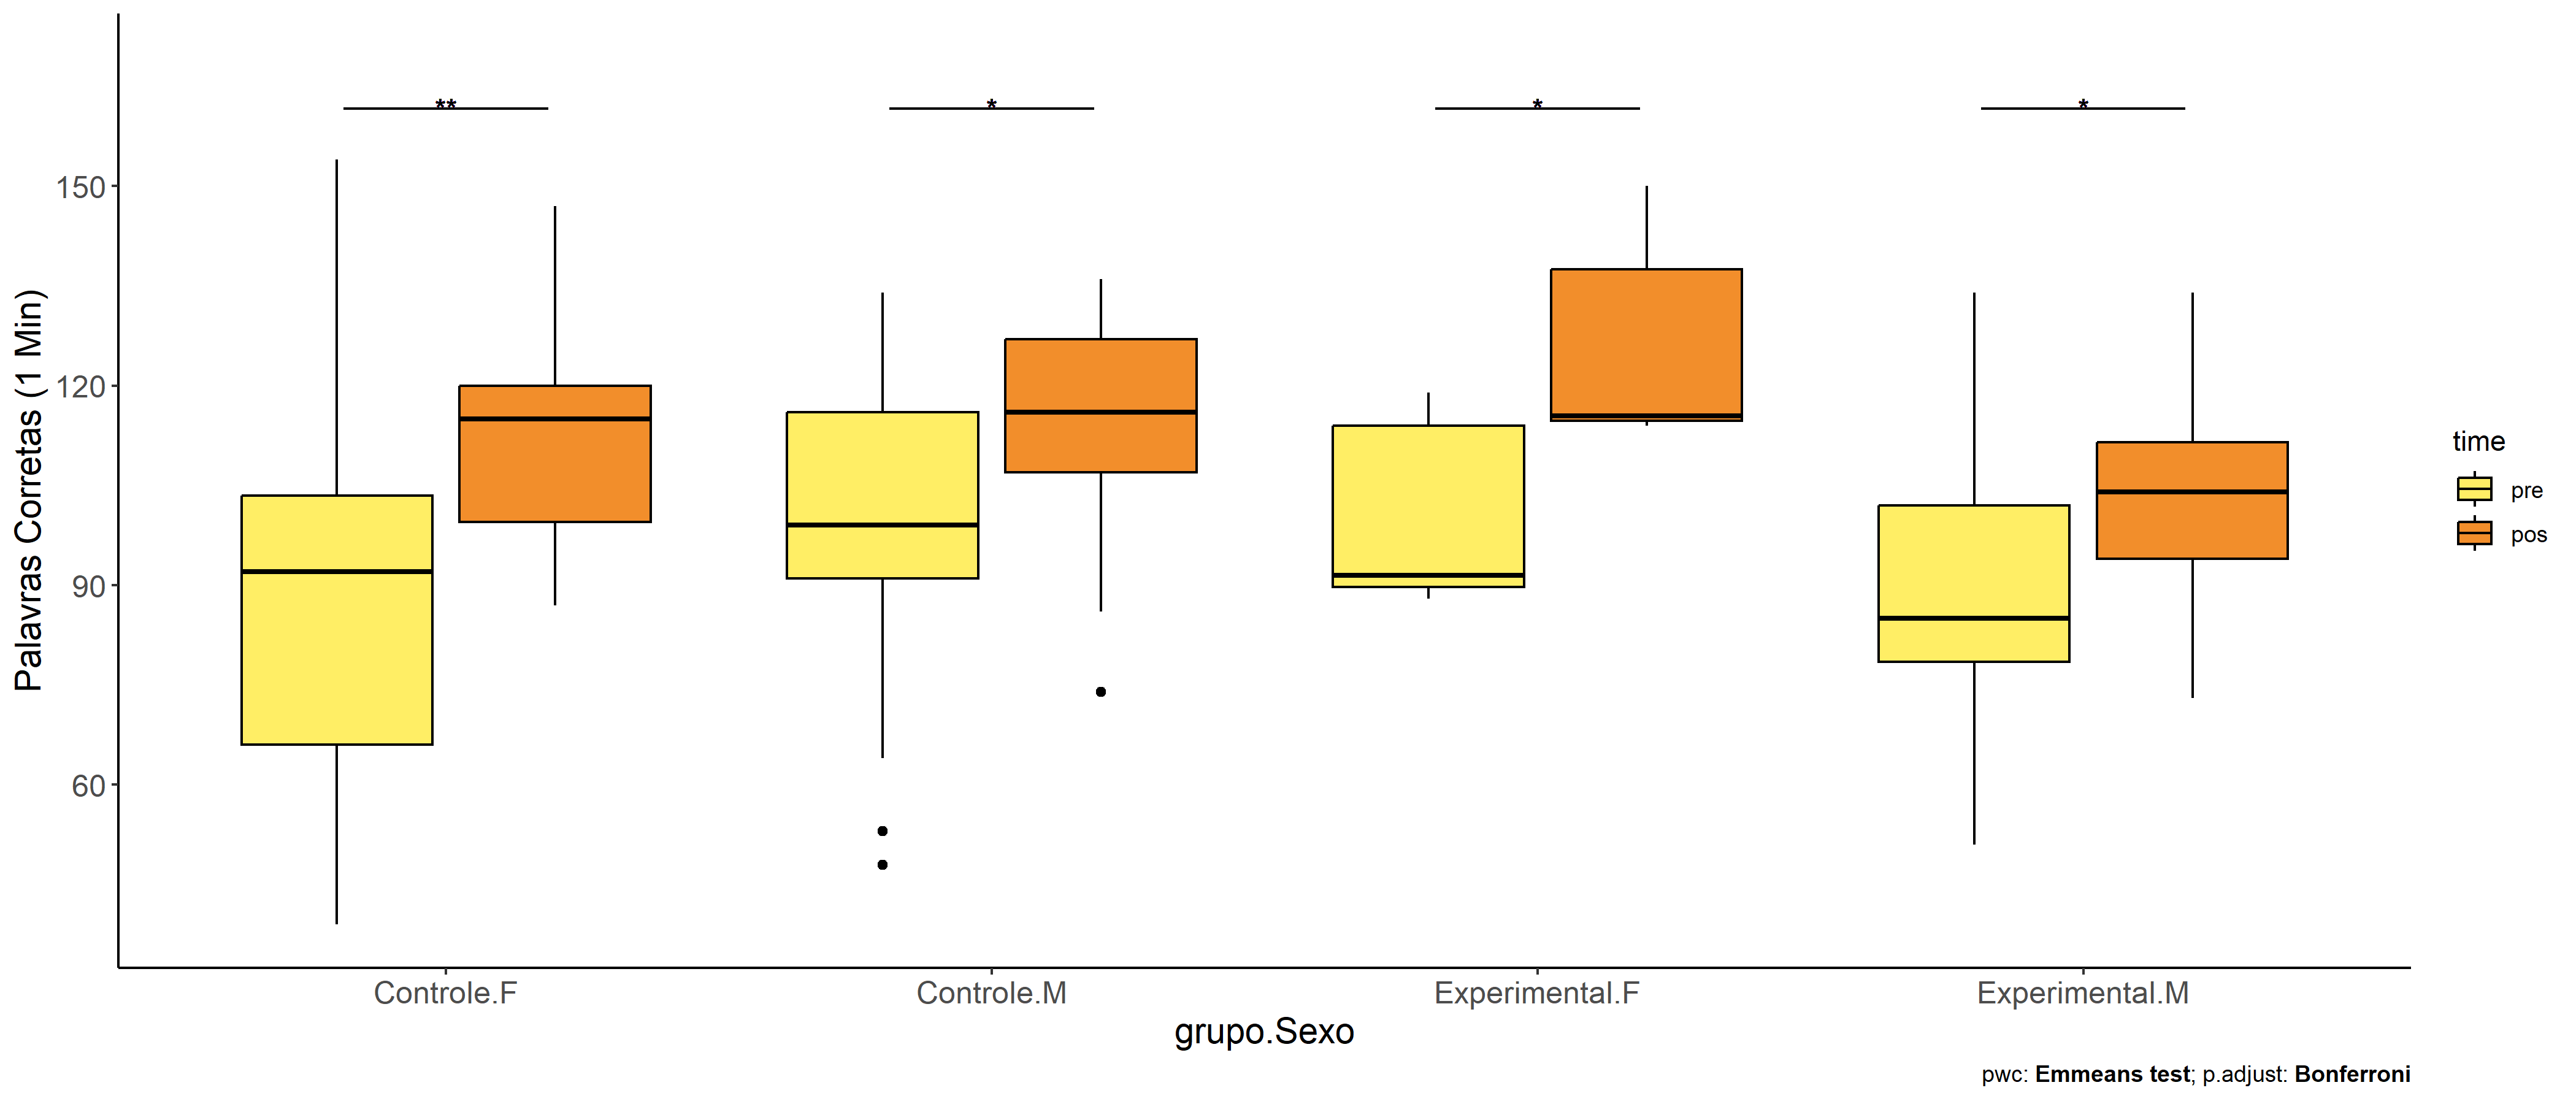 ** * * *
150
120
90
60
Palavras Corretas (1 Min)
Controle.F Controle.M Experimental.F Experimental.M
grupo.Sexo
time
pre
pos
pwc: Emmeans test; p.adjust: Bonferroni